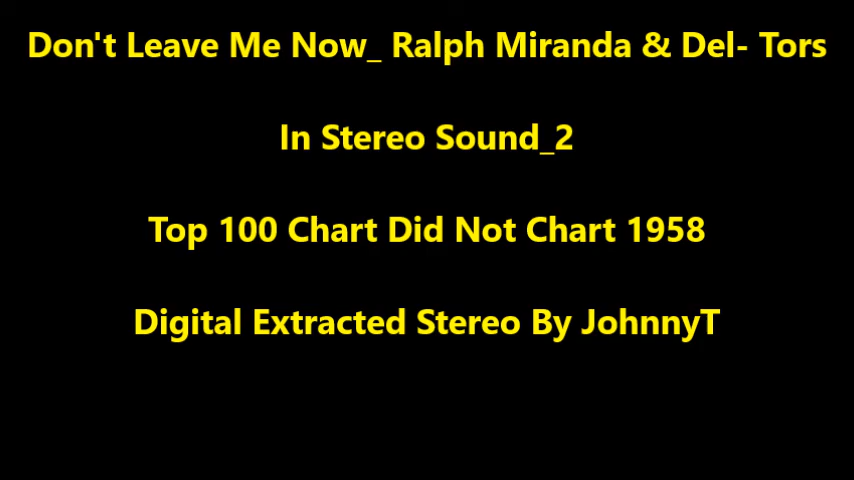 Don't Leave Me Now_ Ralph Miranda & Del- Tors
In Stereo Sound_2
Top 100 Chart Did Not Chart 1958
Digital Extracted Stereo By JohnnyT